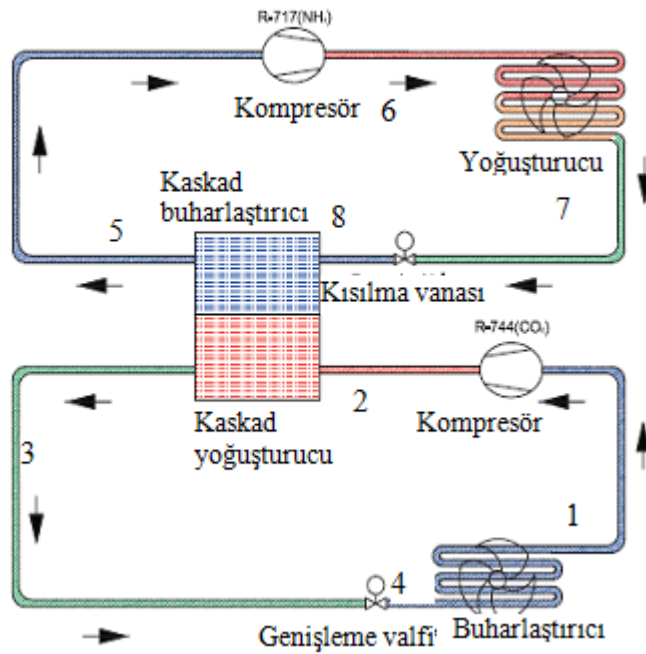 R-717(NH₃)
Kompresör
6
Yoğuşturucu
Kaskad
buharlaştırıcı
7
5
8
Kısılma vanası
R-744(CO₂)
2
Kompresör
Kaskad
yoğuşturucu
3
1
4
Genişleme valfi
Buharlaştırıcı